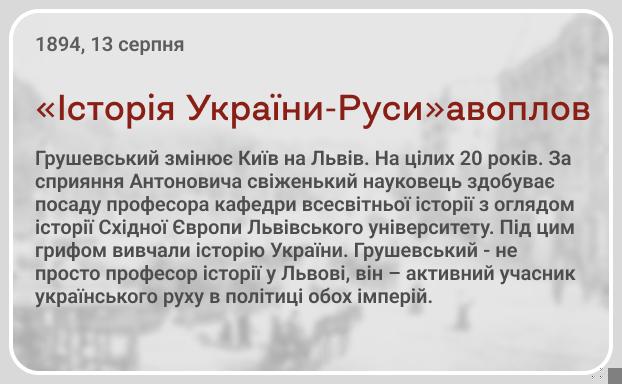 1894, 13 серпня
«Історія України-Руси»авоплов
Грушевський змінює Київ на Львів. На цілих 20 років. За
сприяння Антоновича свіженький науковець здобуває
посаду професора кафедри всесвітньої історії з оглядом
історії Східної Європи Львівського університету. Під цим
грифом вивчали історію України. Грушевський - не
просто професор історії у Львові, він – активний учасник
українського руху в політиці обох імперій.